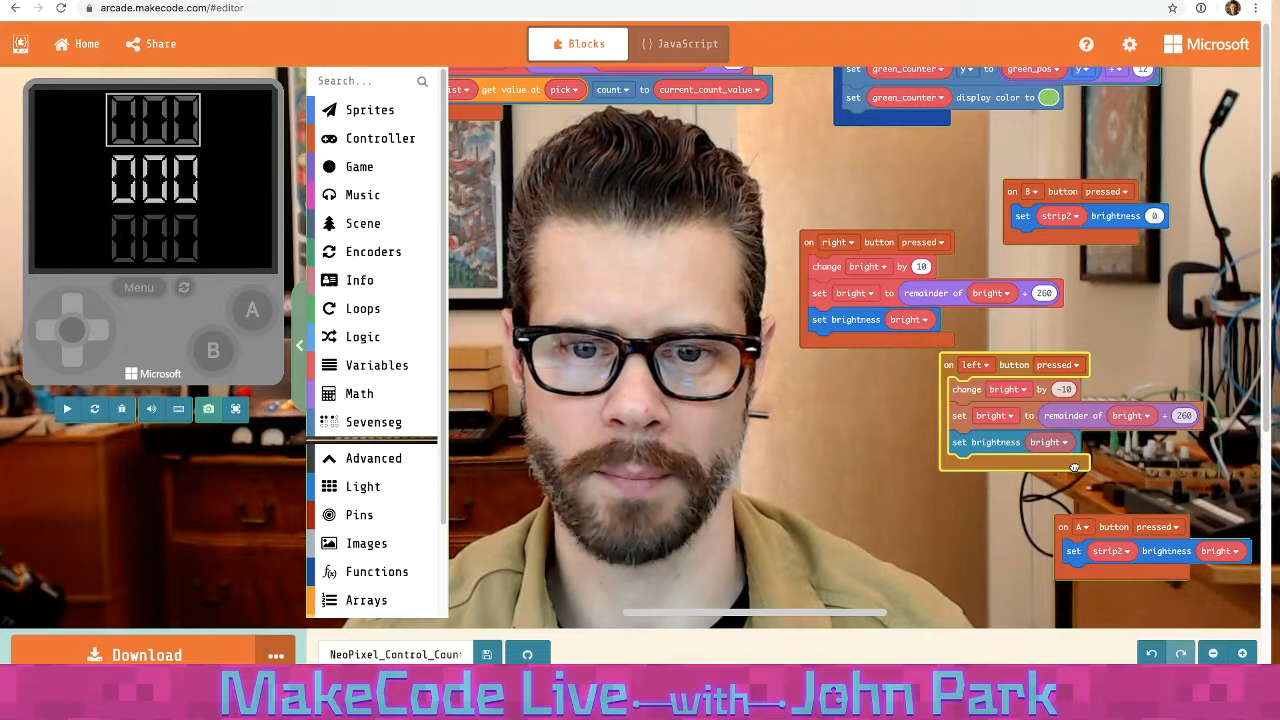 arcade.makecode.com/#editor
Home
Share
Blocks
{ } JavaScript
Microsoft
Search...
Sprites
Controller
Game
Music
Scene
Encoders
Info
Loops
Logic
Variables
Math
Sevenseg
Advanced
Light
Pins
Images
Functions
Arrays
000
000
000
Menu
A
B
Microsoft
get value at pick count to current_count_value
set green_counter y to green_pos y + 12
set green_counter display color to
on B button pressed
set strip2 brightness 0
on right button pressed
change bright by 10
set bright to remainder of bright ÷ 260
set brightness bright
on left button pressed
change bright by -10
set bright to remainder of bright ÷ 260
set brightness bright
on A button pressed
set strip2 brightness bright
Download
...
NeoPixel_Control_Coun
MakeCode Live with John Park